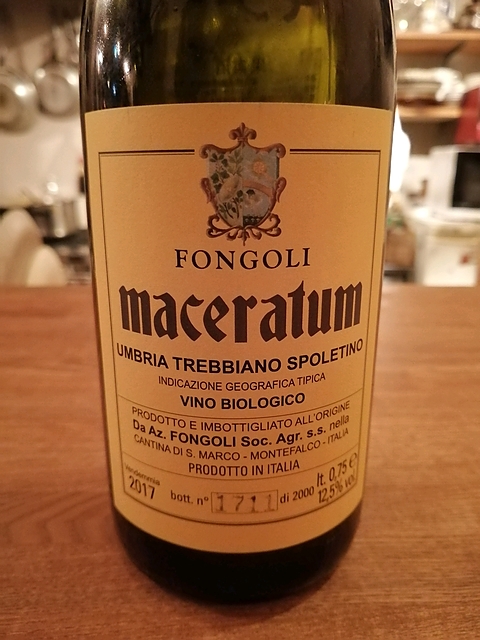 FONGOLI
maceratum
UMBRIA TREBBIANO SPOLETINO
INDICAZIONE GEOGRAFICA TIPICA
VINO BIOLOGICO
PRODOTTO E IMBOTTIGLIATO ALL'ORIGINE
Da Az. FONGOLI Soc. Agr. s.s. nella
CANTINA DI S. MARCO - MONTEFALCO - ITALIA
PRODOTTO IN ITALIA
vendemmia
2017
bott. n° 1711 di 2000
lt. 0,75 e
12,5% vol